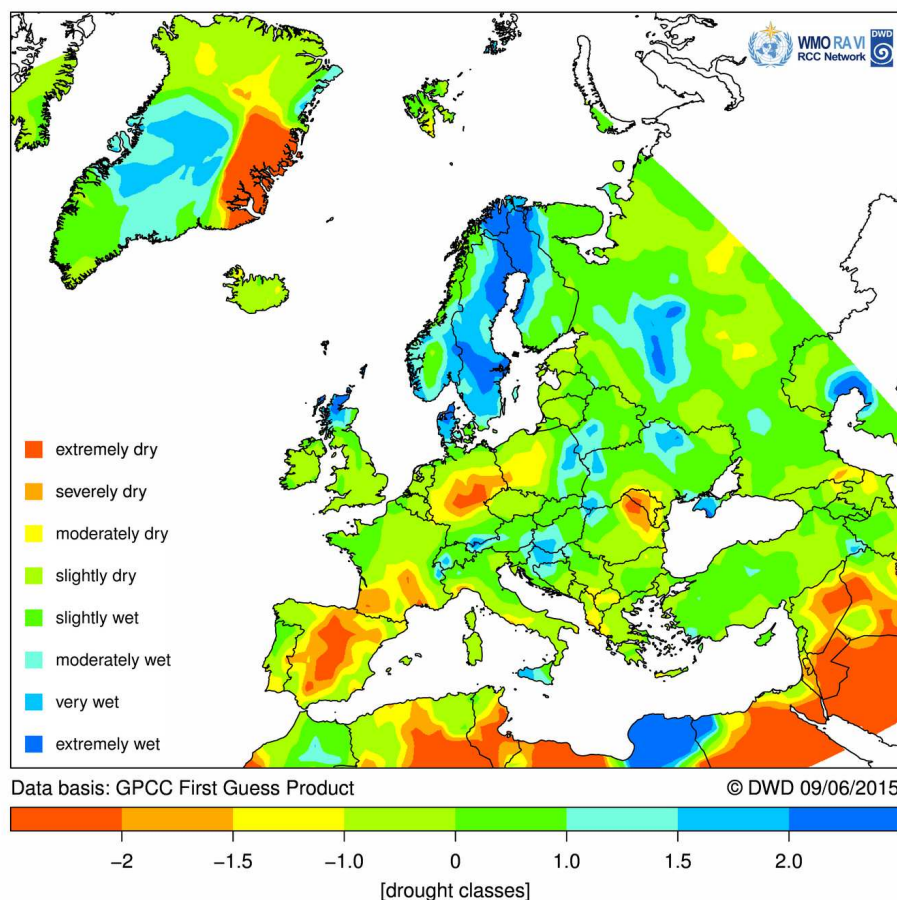 WMO RA VI
RCC Network
DWD
extremely dry
severely dry
moderately dry
slightly dry
slightly wet
moderately wet
very wet
extremely wet
Data basis: GPCC First Guess Product
© DWD 09/06/2015
−2 −1.5 −1.0 0 1.0 1.5 2.0
[drought classes]